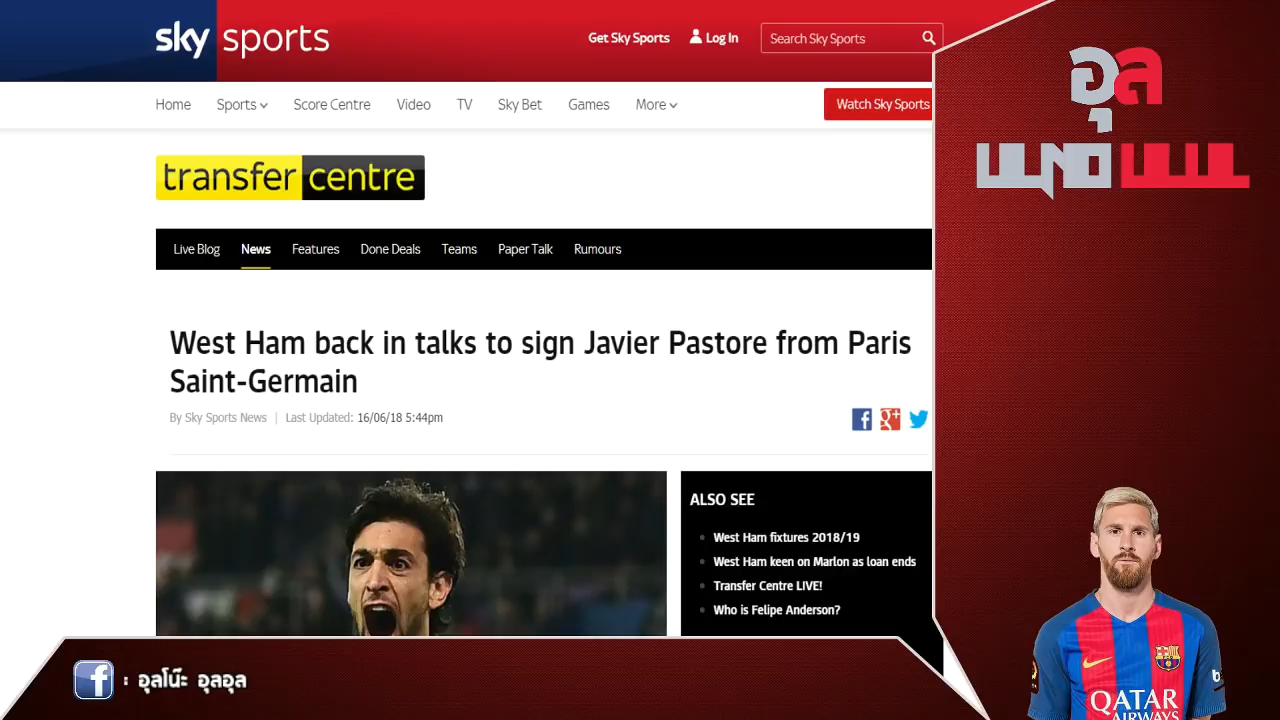 sky sports
Get Sky Sports
Log In
Search Sky Sports
Home
Sports
Score Centre
Video
TV
Sky Bet
Games
More
Watch Sky Sports
อุล
transfer centre
Live Blog
News
Features
Done Deals
Teams
Paper Talk
Rumours
West Ham back in talks to sign Javier Pastore from Paris
Saint-Germain
By Sky Sports News | Last Updated: 16/06/18 5:44pm
ALSO SEE
West Ham fixtures 2018/19
West Ham keen on Marlon as loan ends
Transfer Centre LIVE!
Who is Felipe Anderson?
: อุลโน๊ะ อุลอุล
QATAR
AIRWAYS